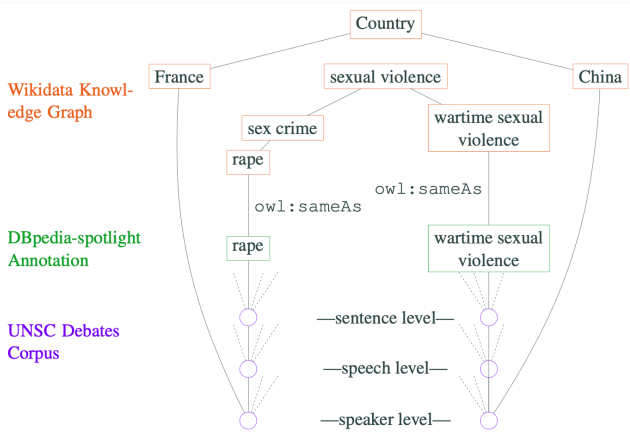 Country
France
sexual violence
China
Wikidata Knowl-
edge Graph
sex crime
wartime sexual
violence
rape
owl:sameAs
owl:sameAs
DBpedia-spotlight
Annotation
rape
wartime sexual
violence
UNSC Debates
Corpus
—sentence level—
—speech level—
—speaker level—